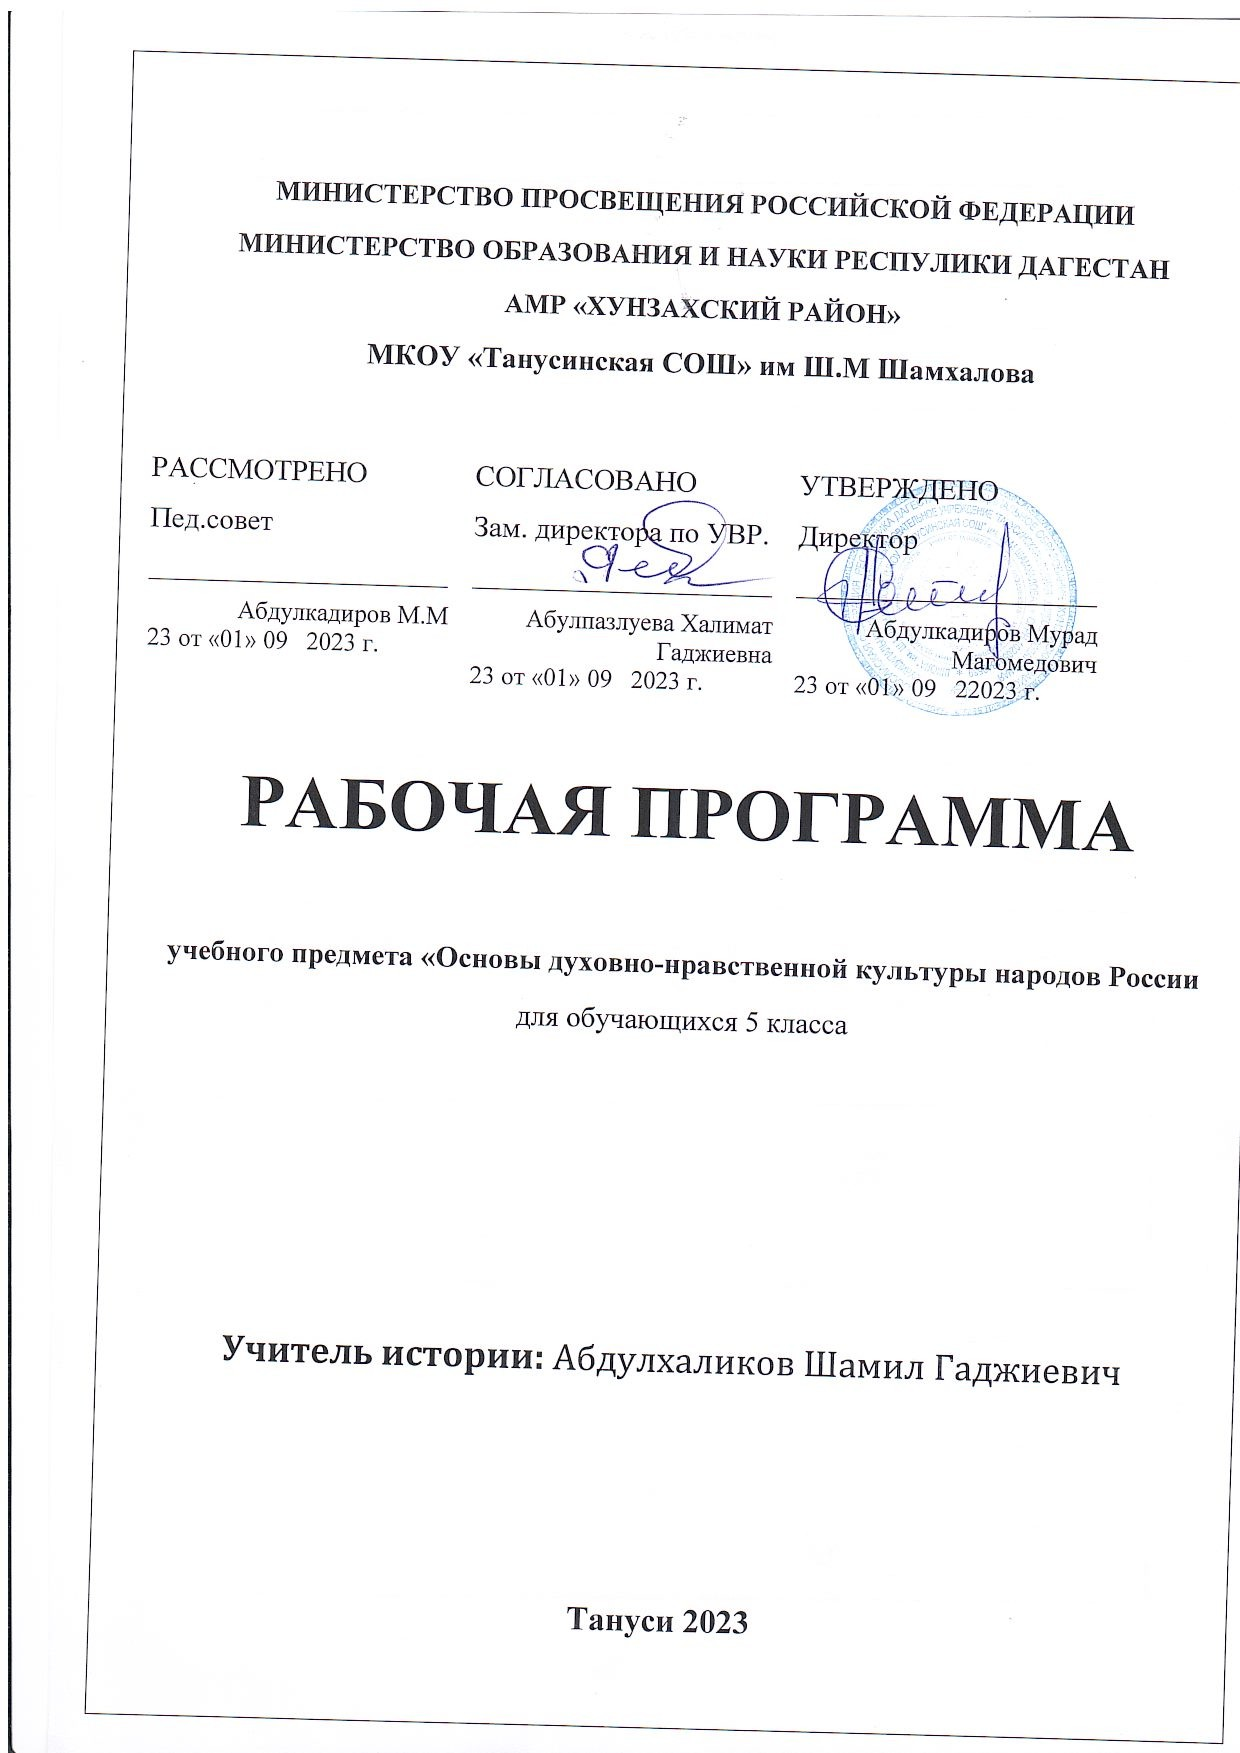 МИНИСТЕРСТВО ПРОСВЕЩЕНИЯ РОССИЙСКОЙ ФЕДЕРАЦИИ
МИНИСТЕРСТВО ОБРАЗОВАНИЯ И НАУКИ РЕСПУЛИКИ ДАГЕСТАН
АМР «ХУНЗАХСКИЙ РАЙОН»
МКОУ «Танусинская СОШ» им Ш.М Шамхалова
РАССМОТРЕНО
Пед.совет
Абдулкадиров М.М
23 от «01» 09 2023 г.
СОГЛАСОВАНО
Зам. директора по УВР.
Абулпазлуева Халимат
Гаджиевна
23 от «01» 09 2023 г.
УТВЕРЖДЕНО
Директор
Абдулкадиров Мурад
Магомедович
23 от «01» 09 22023 г.
РАБОЧАЯ ПРОГРАММА
учебного предмета «Основы духовно-нравственной культуры народов России
для обучающихся 5 класса
Учитель истории: Абдулхаликов Шамил Гаджиевич
Тануси 2023